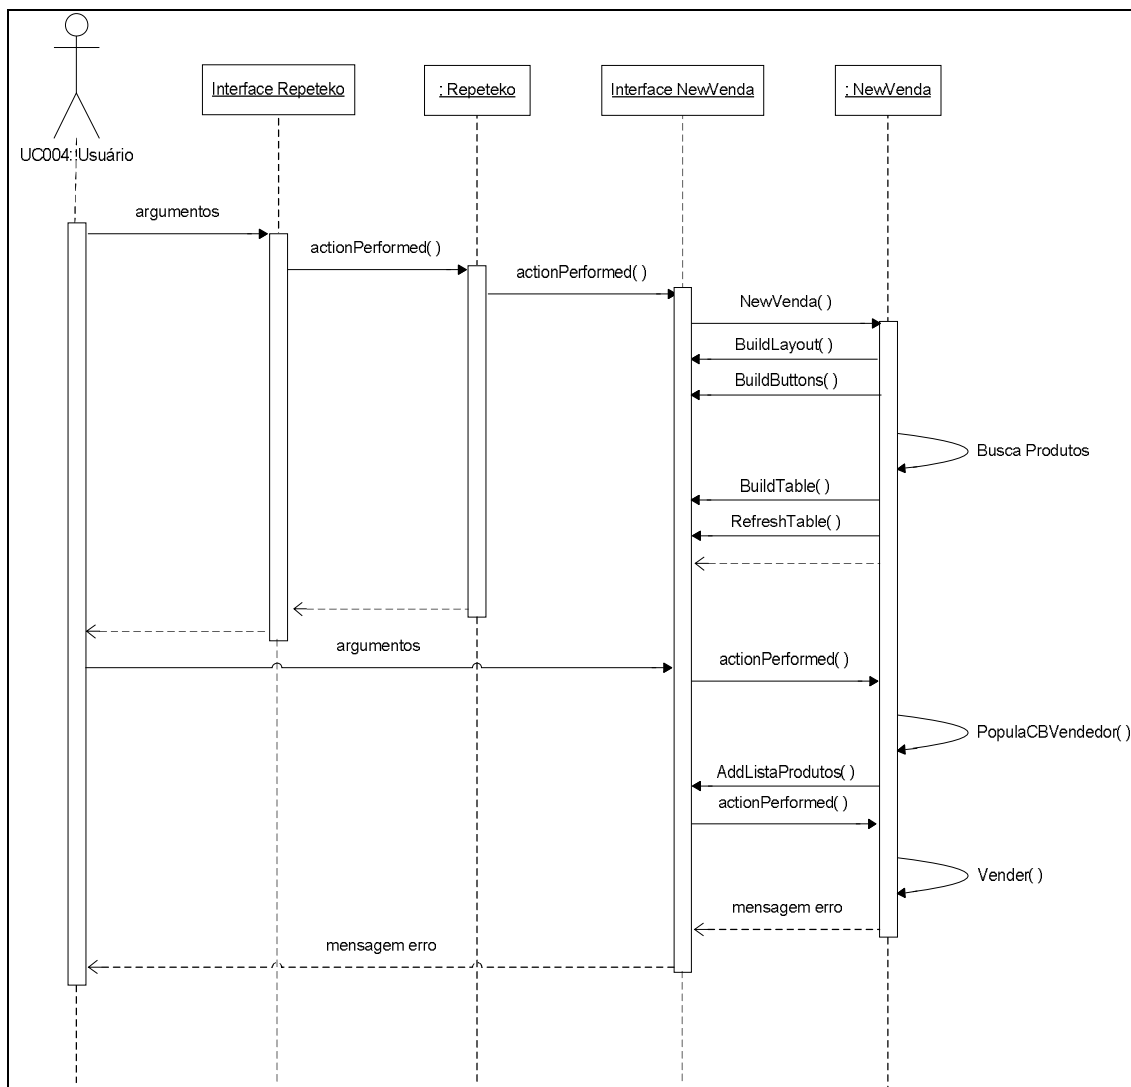 Interface Repeteko
: Repeteko
Interface NewVenda
: NewVenda
UC004: Usuário
argumentos
actionPerformed( )
actionPerformed( )
NewVenda( )
BuildLayout( )
BuildButtons( )
Busca Produtos
BuildTable( )
RefreshTable( )
argumentos
actionPerformed( )
PopulaCBVendedor( )
AddListaProdutos( )
actionPerformed( )
Vender( )
mensagem erro
mensagem erro